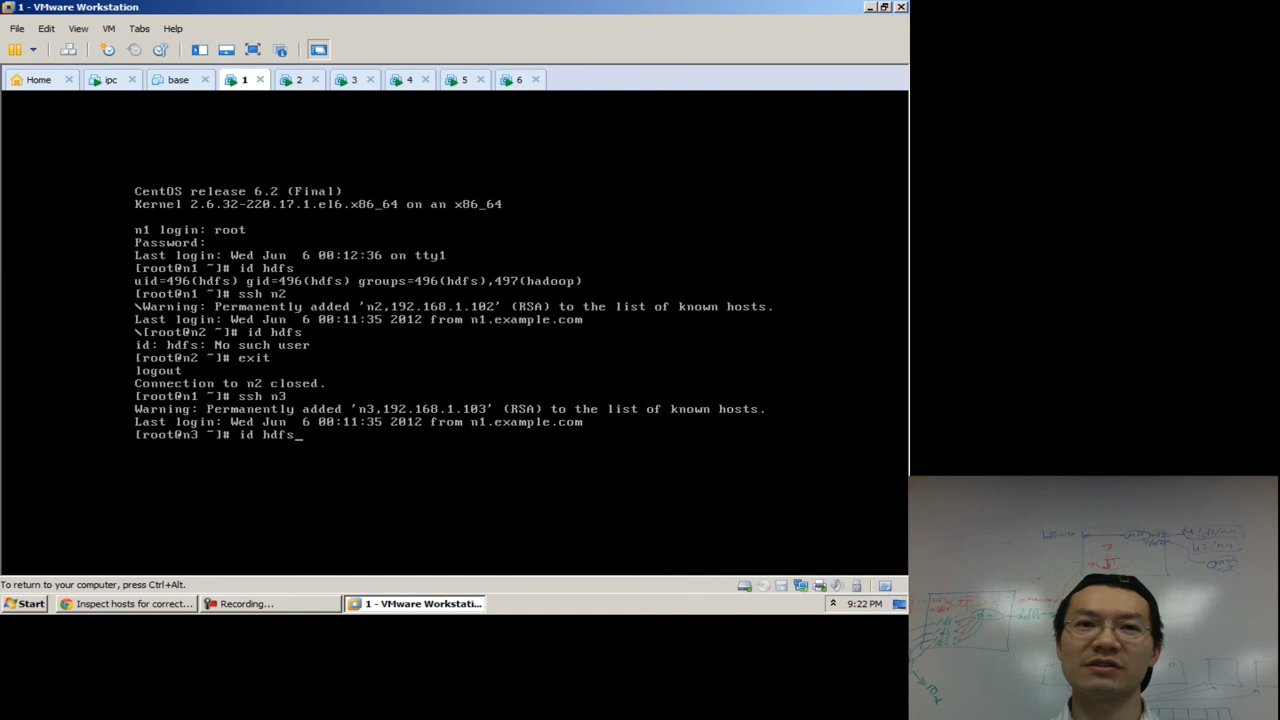 1 - VMware Workstation
File Edit View VM Tabs Help
Home ipc base 1 2 3 4 5 6
CentOS release 6.2 (Final)
Kernel 2.6.32-220.17.1.el6.x86_64 on an x86_64
n1 login: root
Password:
Last login: Wed Jun  6 00:12:36 on tty1
[root@n1 ~]# id hdfs
uid=496(hdfs) gid=496(hdfs) groups=496(hdfs),497(hadoop)
[root@n1 ~]# ssh n2
\Warning: Permanently added 'n2,192.168.1.102' (RSA) to the list of known hosts.
Last login: Wed Jun  6 00:11:35 2012 from n1.example.com
\[root@n2 ~]# id hdfs
id: hdfs: No such user
[root@n2 ~]# exit
logout
Connection to n2 closed.
[root@n1 ~]# ssh n3
Warning: Permanently added 'n3,192.168.1.103' (RSA) to the list of known hosts.
Last login: Wed Jun  6 00:11:35 2012 from n1.example.com
[root@n3 ~]# id hdfs_
To return to your computer, press Ctrl+Alt.
Start Inspect hosts for correct... Recording... 1 - VMware Workstati... 9:22 PM